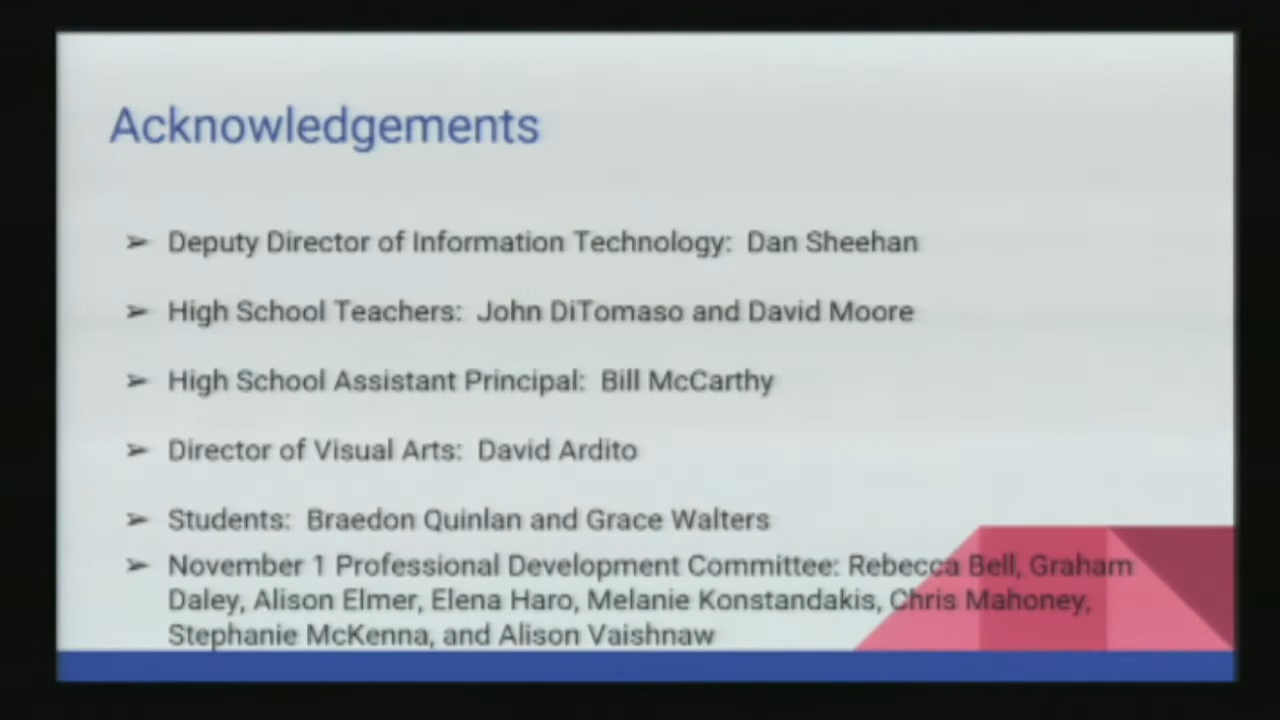 Acknowledgements
➢ Deputy Director of Information Technology: Dan Sheehan
➢ High School Teachers: John DiTomaso and David Moore
➢ High School Assistant Principal: Bill McCarthy
➢ Director of Visual Arts: David Ardito
➢ Students: Braedon Quinlan and Grace Walters
➢ November 1 Professional Development Committee: Rebecca Bell, Graham
Daley, Alison Elmer, Elena Haro, Melanie Konstandakis, Chris Mahoney,
Stephanie McKenna, and Alison Vaishnaw